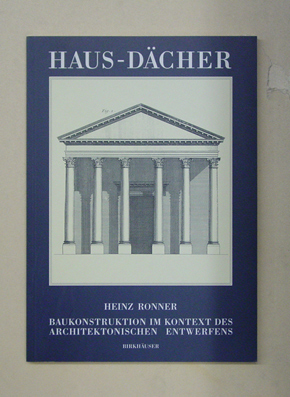 HAUS-DÄCHER
HEINZ RONNER
BAUKONSTRUKTION IM KONTEXT DES
ARCHITEKTONISCHEN ENTWERFENS
BIRKHÄUSER